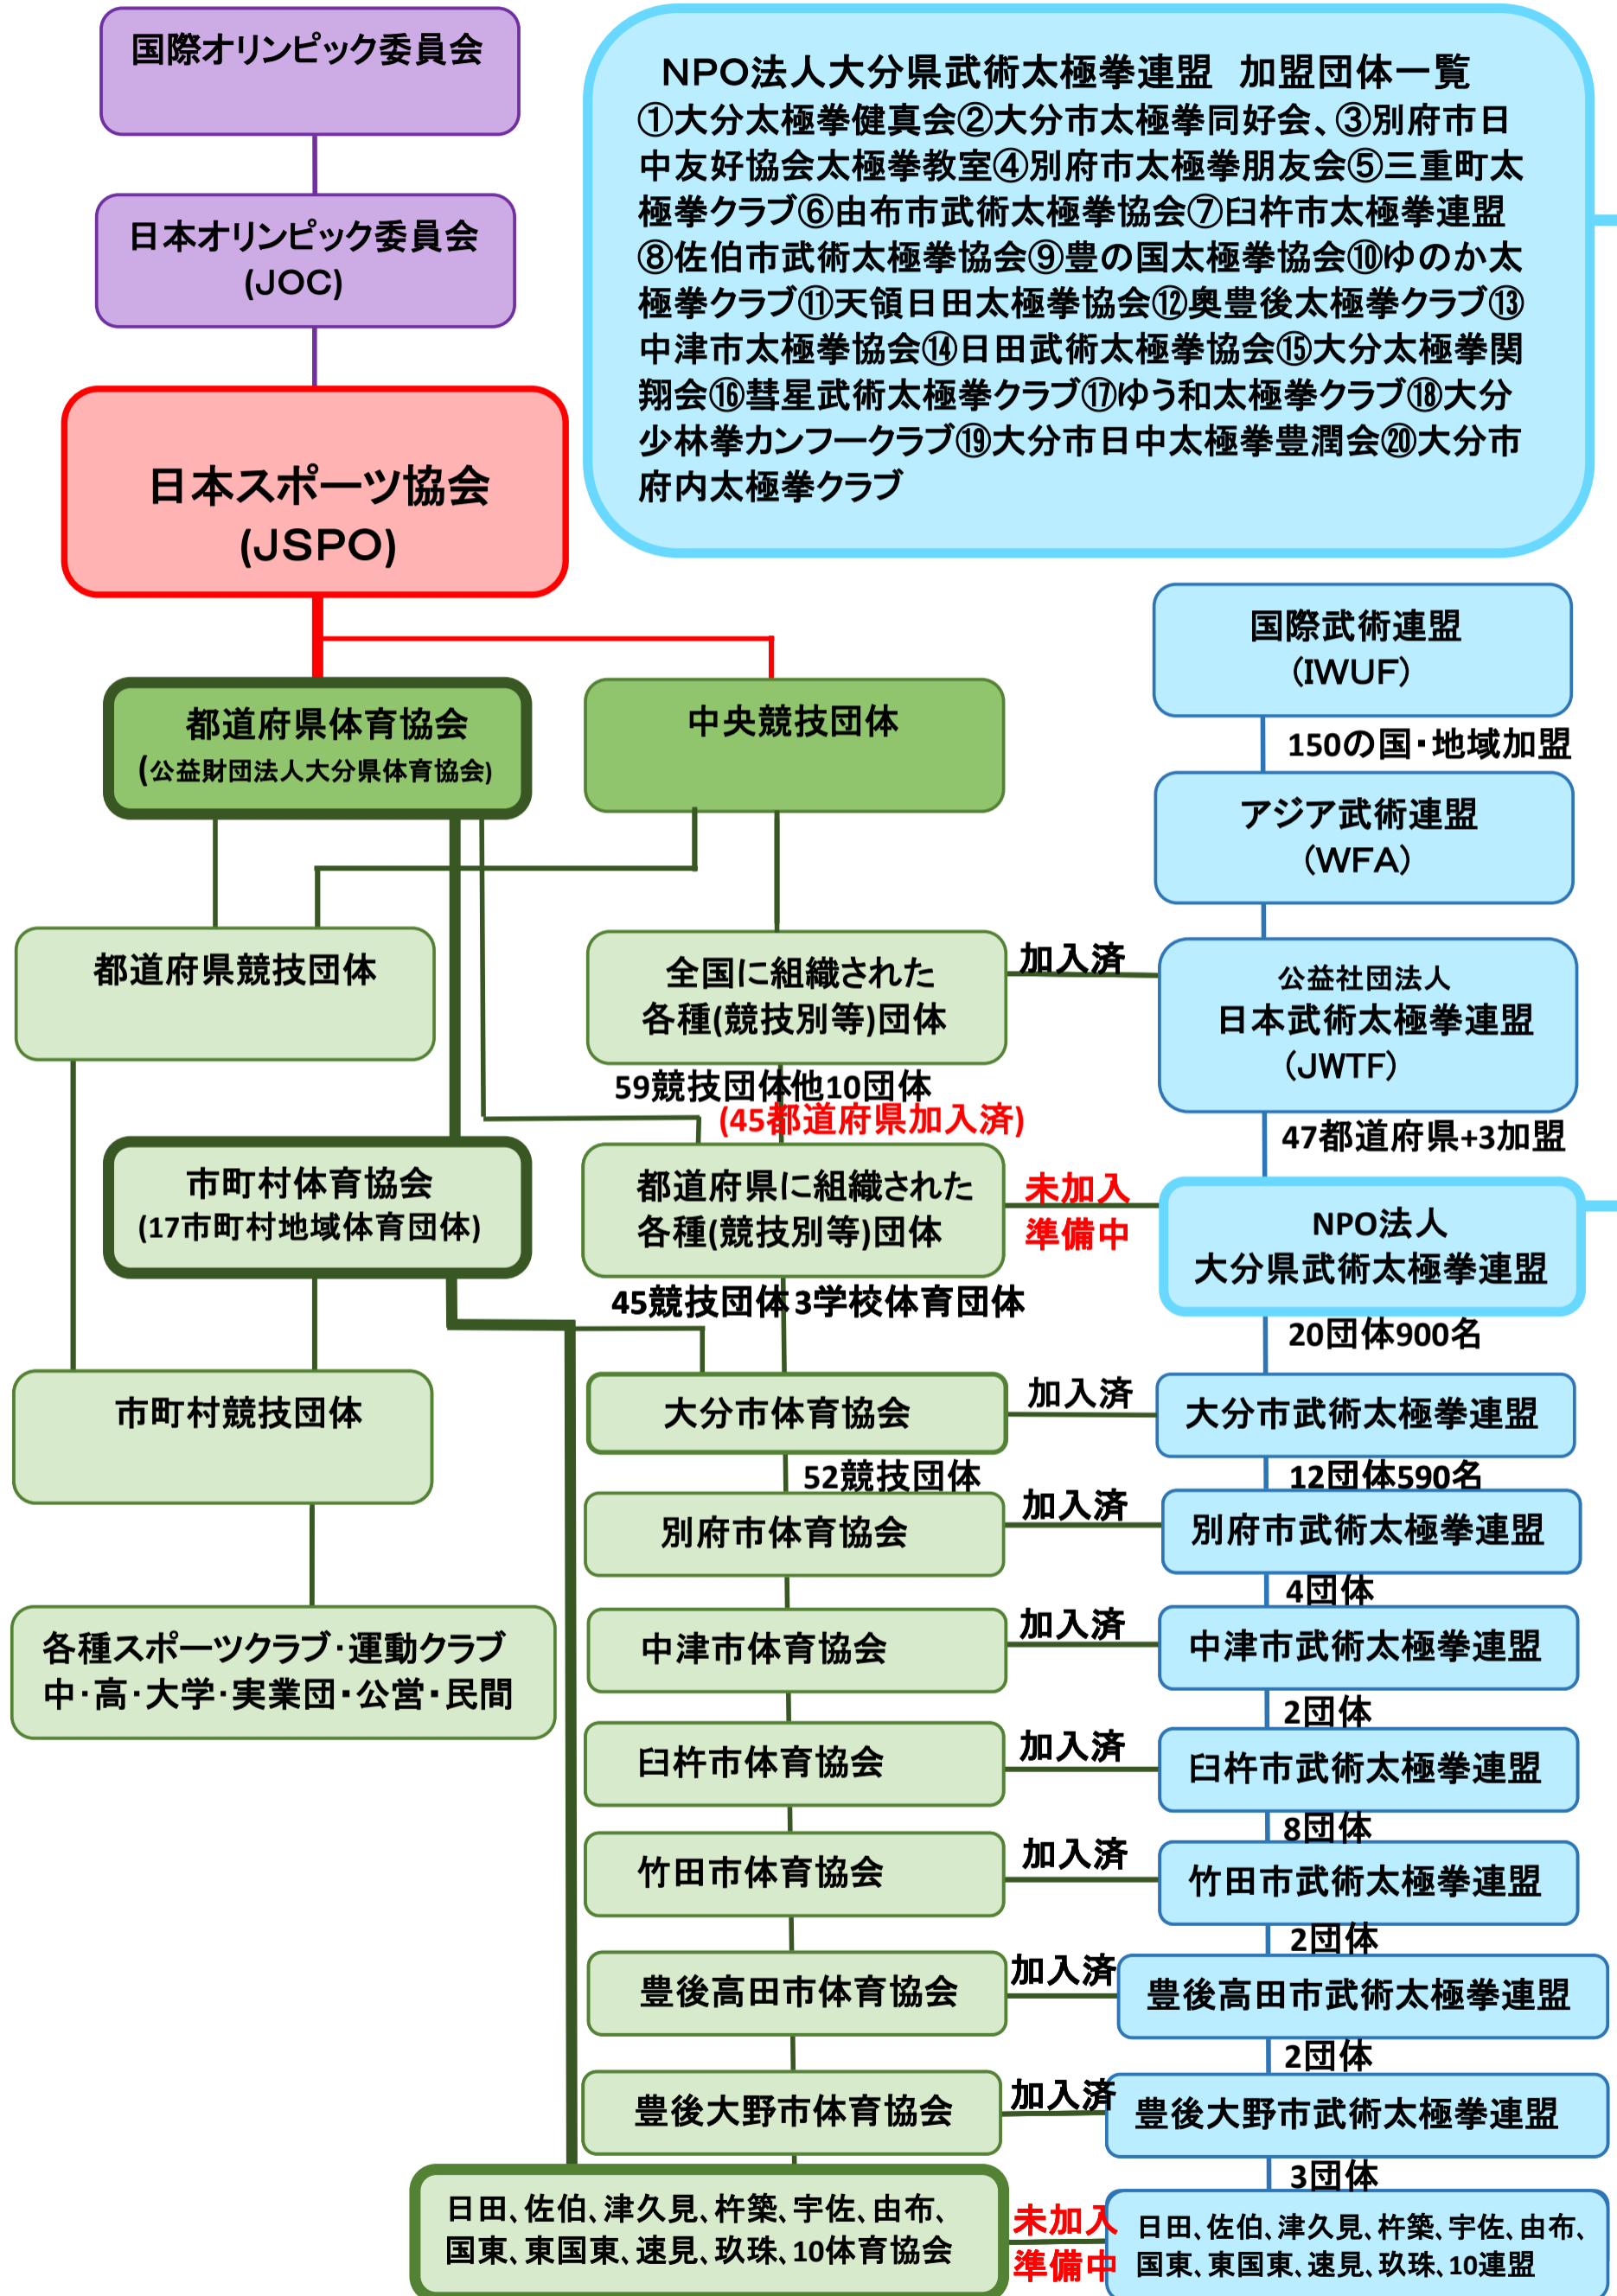 国際オリンピック委員会
日本オリンピック委員会
(JOC)
日本スポーツ協会
(JSPO)
NPO法人大分県武術太極拳連盟　加盟団体一覧
①大分太極拳健真会②大分市太極拳同好会、③別府市日
中友好協会太極拳教室④別府市太極拳朋友会⑤三重町太
極拳クラブ⑥由布市武術太極拳協会⑦臼杵市太極拳連盟
⑧佐伯市武術太極拳協会⑨豊の国太極拳協会⑩ゆのか太
極拳クラブ⑪天領日田太極拳協会⑫奥豊後太極拳クラブ⑬
中津市太極拳協会⑭日田武術太極拳協会⑮大分太極拳関
翔会⑯彗星武術太極拳クラブ⑰ゆう和太極拳クラブ⑱大分
少林拳カンフークラブ⑲大分市日中太極拳豊潤会⑳大分市
府内太極拳クラブ
都道府県体育協会
(公益財団法人大分県体育協会)
中央競技団体
国際武術連盟
(IWUF)
150の国・地域加盟
アジア武術連盟
(WFA)
都道府県競技団体
全国に組織された
各種(競技別等)団体
加入済
公益社団法人
日本武術太極拳連盟
(JWTF)
59競技団体他10団体
(45都道府県加入済)
47都道府県+3加盟
市町村体育協会
(17市町村地域体育団体)
都道府県に組織された
各種(競技別等)団体
未加入
準備中
NPO法人
大分県武術太極拳連盟
45競技団体 3学校体育団体
20団体900名
市町村競技団体
大分市体育協会
加入済
大分市武術太極拳連盟
52競技団体
12団体590名
別府市体育協会
加入済
別府市武術太極拳連盟
4団体
各種スポーツクラブ・運動クラブ
中・高・大学・実業団・公営・民間
中津市体育協会
加入済
中津市武術太極拳連盟
2団体
臼杵市体育協会
加入済
臼杵市武術太極拳連盟
8団体
竹田市体育協会
加入済
竹田市武術太極拳連盟
2団体
豊後高田市体育協会
加入済
豊後高田市武術太極拳連盟
2団体
豊後大野市体育協会
加入済
豊後大野市武術太極拳連盟
3団体
日田、佐伯、津久見、杵築、宇佐、由布、
国東、東国東、速見、玖珠、10体育協会
未加入
準備中
日田、佐伯、津久見、杵築、宇佐、由布、
国東、東国東、速見、玖珠、10連盟